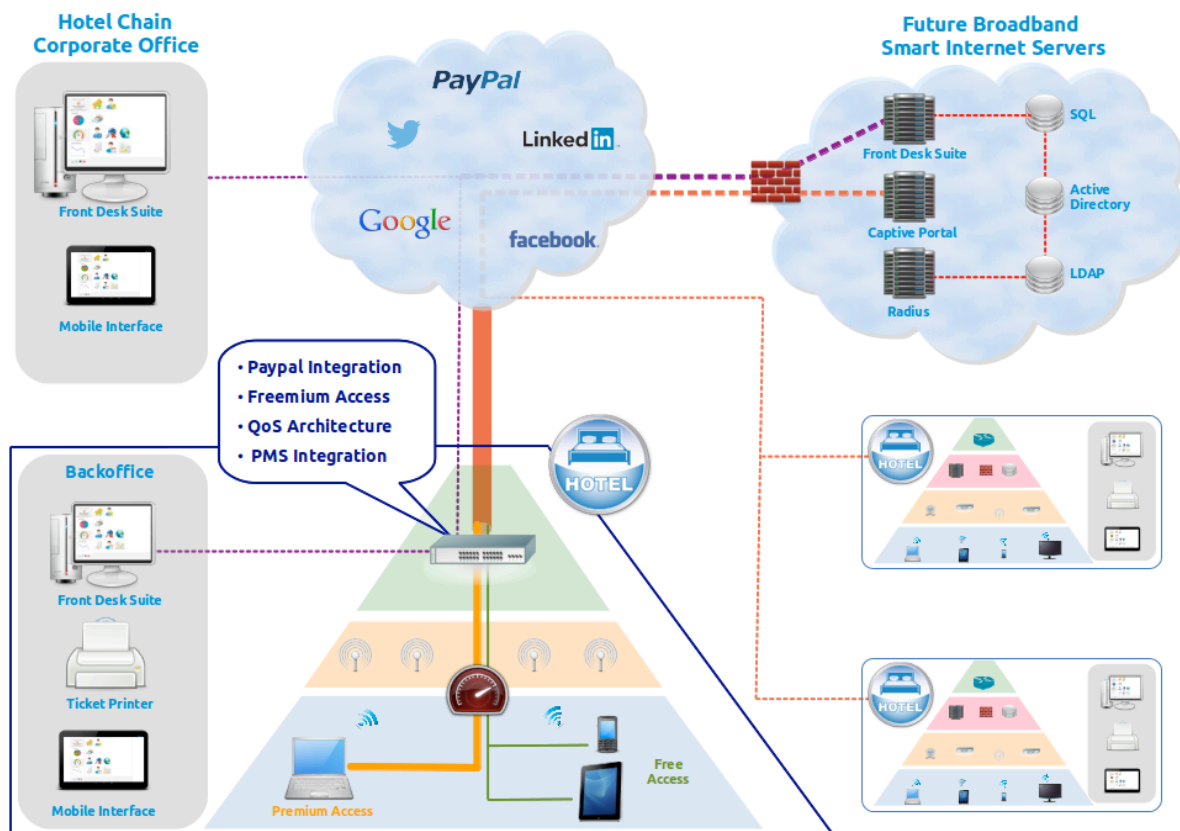 Hotel Chain
Corporate Office
Front Desk Suite
Mobile Interface
PayPal
Linked in
Google
facebook
Future Broadband
Smart Internet Servers
Front Desk Suite
SQL
Captive Portal
Active
Directory
Radius
LDAP
• Paypal Integration
• Freemium Access
• QoS Architecture
• PMS Integration
HOTEL
Backoffice
Front Desk Suite
Ticket Printer
Mobile Interface
Premium Access
Free
Access
HOTEL
HOTEL